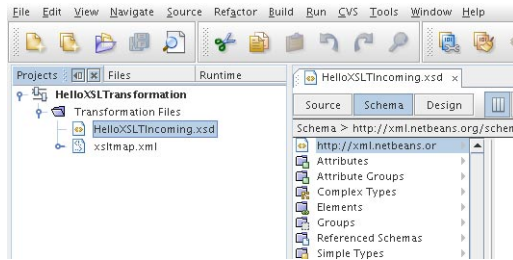 File Edit View Navigate Source Refactor Build Run CVS Tools Window Help
Projects Files Runtime
HelloXSLTransformation
Transformation Files
HelloXSLTIncoming.xsd
xsltmap.xml
HelloXSLTIncoming.xsd
Source Schema Design
Schema > http://xml.netbeans.org/schem
http://xml.netbeans.or
Attributes
Attribute Groups
Complex Types
Elements
Groups
Referenced Schemas
Simple Types